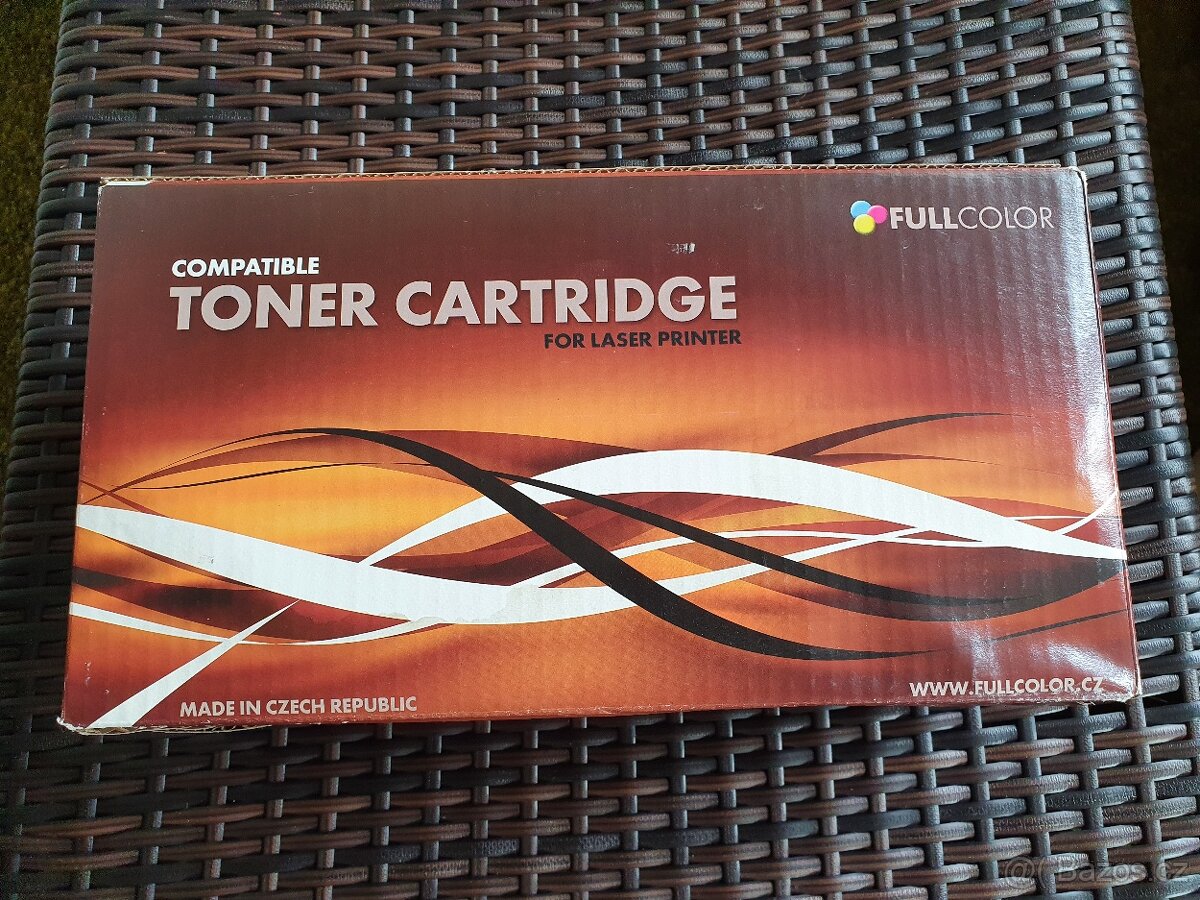 FULLCOLOR
COMPATIBLE
TONER CARTRIDGE
FOR LASER PRINTER
MADE IN CZECH REPUBLIC
WWW.FULLCOLOR.CZ
Bazos.cz